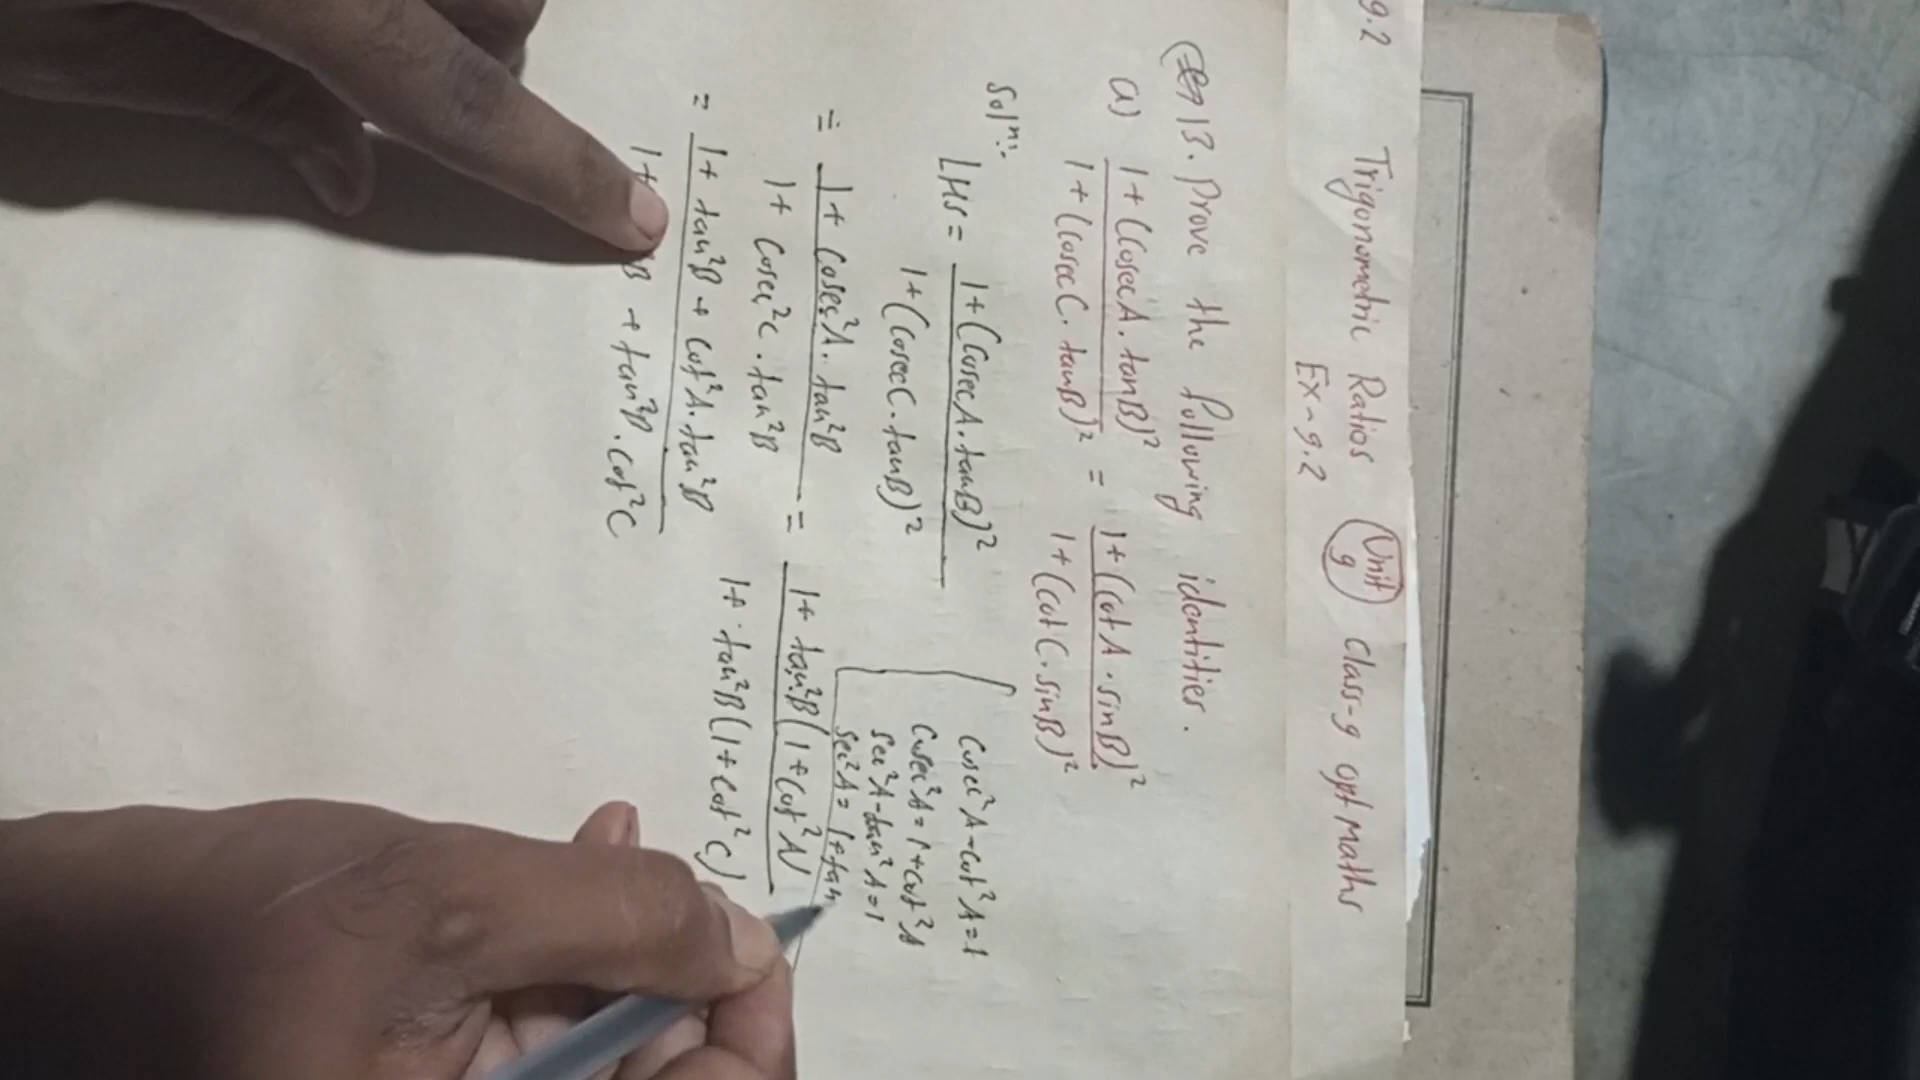 9.2
Trigonometric Ratios Unit 9 class-9 opt maths
Ex-9.2
13. Prove the following identities.
a) 1+(CosecA.tanB)² / 1+(CosecC.tanB)² = 1+(CotA.sinB)² / 1+(CotC.sinB)²
Solⁿ:-
LHS = 1+(CosecA.tanB)² / 1+(CosecC.tanB)²
Cosec²A-Cot²A=1
Cosec²A=1+Cot²A
Sec²A-tan²A=1
Sec²A=1+tan
= 1+ Cosec²A.tan²B / 1+ Cosec²C.tan²B = 1+ tan²B(1+Cot²A) / 1+ tan²B(1+Cot²C)
= 1+ tan²B + Cot²A.tan²B / 1+ B + tan²B.Cot²C